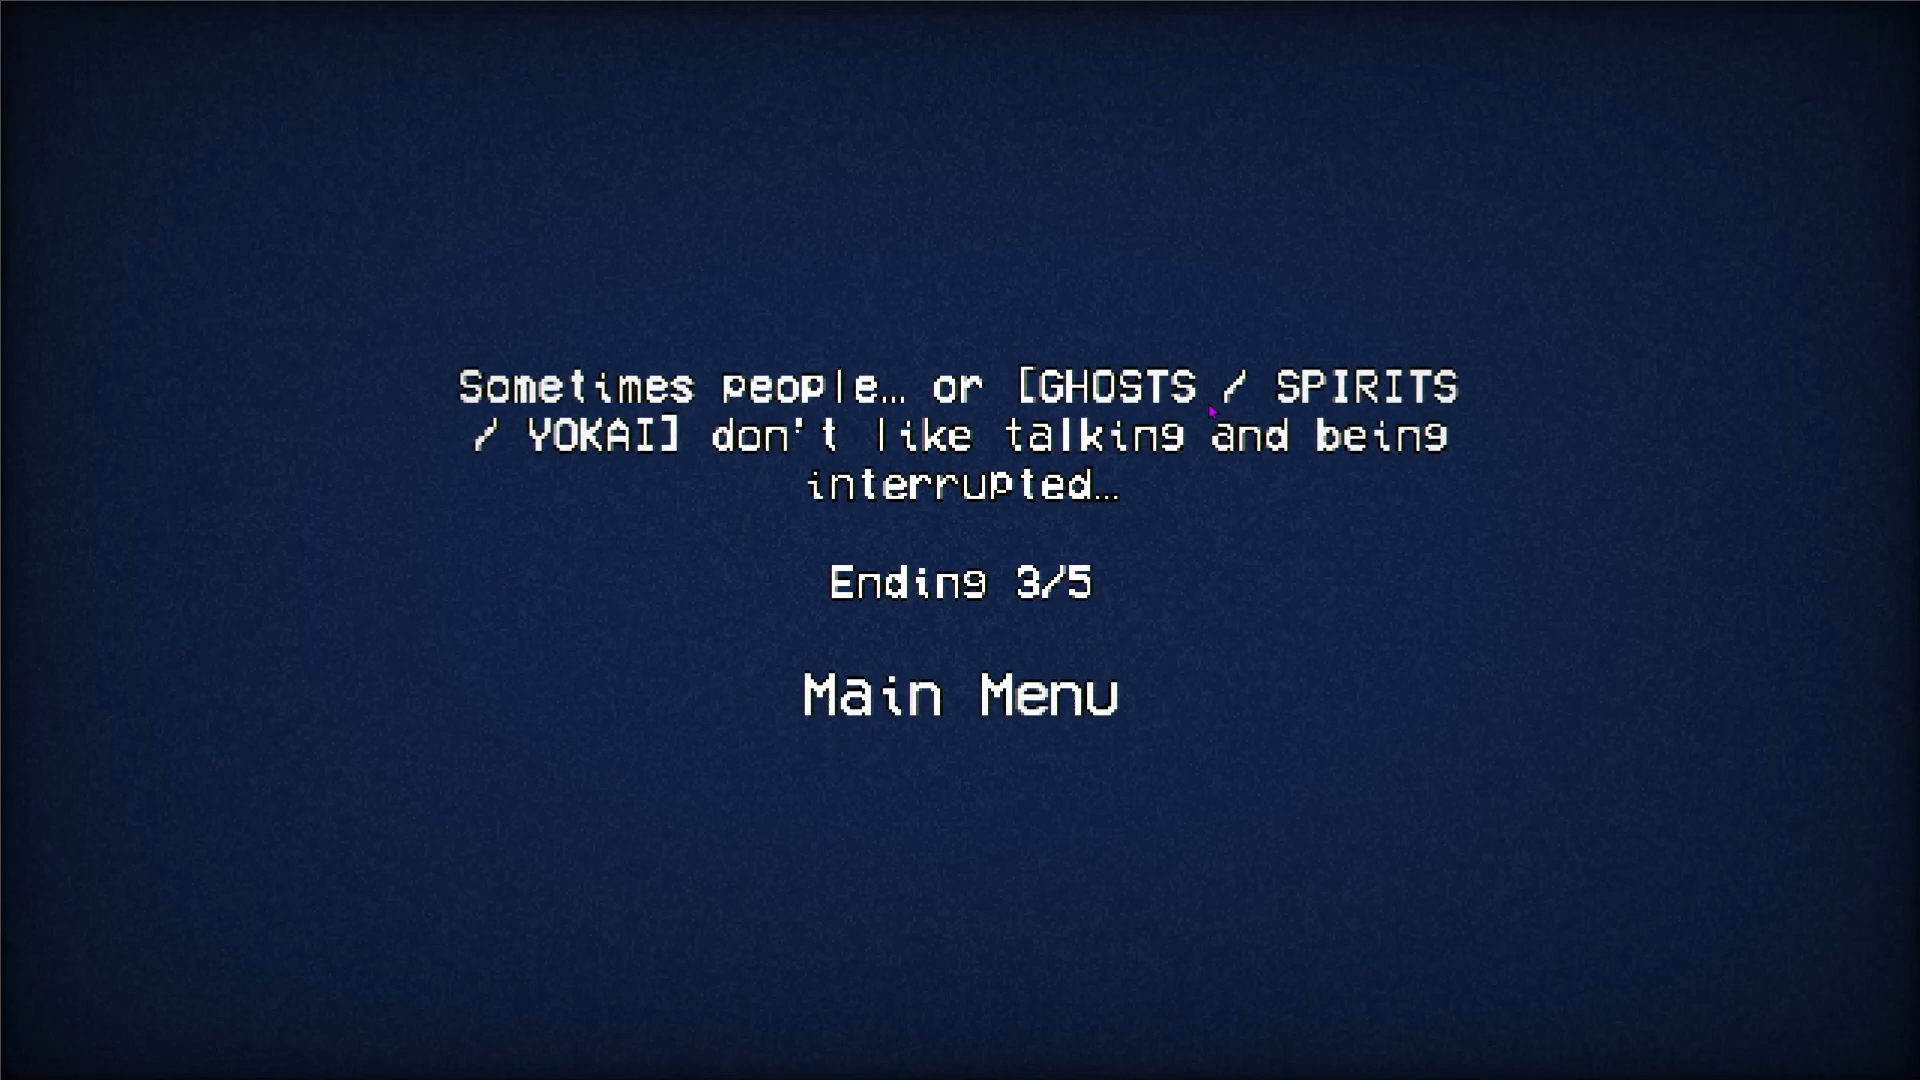 Sometimes people… or [GHOSTS / SPIRITS
/ YOKAI] don't like talking and being
interrupted…
Ending 3/5
Main Menu